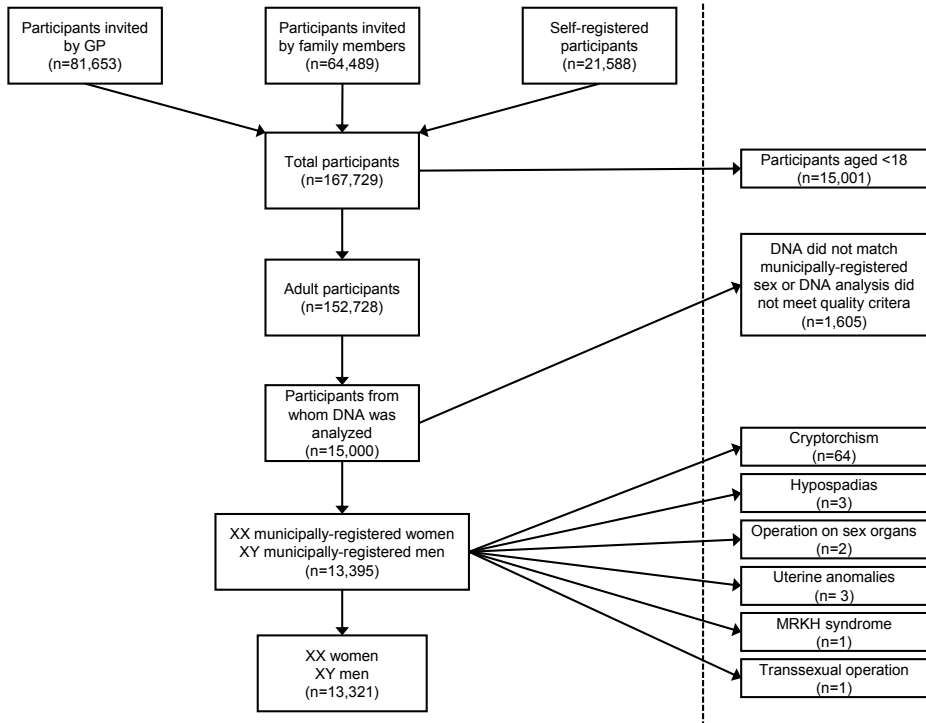 Participants invited
by GP
(n=81,653)
Participants invited
by family members
(n=64,489)
Self-registered
participants
(n=21,588)
Total participants
(n=167,729)
Participants aged <18
(n=15,001)
Adult participants
(n=152,728)
DNA did not match
municipally-registered
sex or DNA analysis did
not meet quality critera
(n=1,605)
Participants from
whom DNA was
analyzed
(n=15,000)
Cryptorchism
(n=64)
Hypospadias
(n=3)
XX municipally-registered women
XY municipally-registered men
(n=13,395)
Operation on sex organs
(n=2)
Uterine anomalies
(n= 3)
MRKH syndrome
(n=1)
Transsexual operation
(n=1)
XX women
XY men
(n=13,321)